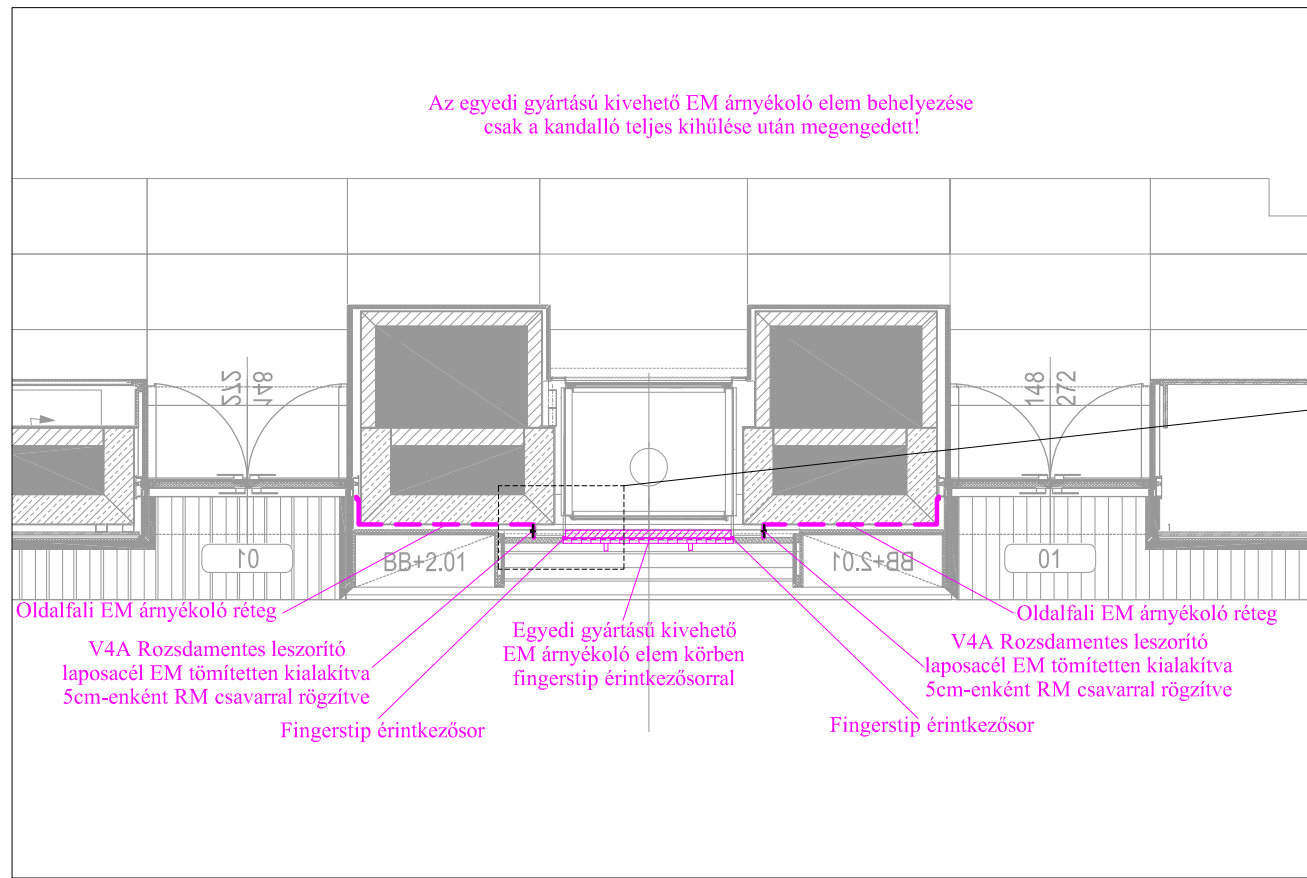 Az egyedi gyártású kivehető EM árnyékoló elem behelyezése
csak a kandalló teljes kihűlése után megengedett!
272
148
148
272
01
BB+2.01
BB+2.01
01
Oldalfali EM árnyékoló réteg
V4A Rozsdamentes leszorító
laposacél EM tömítetten kialakítva
5cm-enként RM csavarral rögzítve
Fingerstip érintkezősor
Egyedi gyártású kivehető
EM árnyékoló elem körben
fingerstip érintkezősorral
Oldalfali EM árnyékoló réteg
V4A Rozsdamentes leszorító
laposacél EM tömítetten kialakítva
5cm-enként RM csavarral rögzítve
Fingerstip érintkezősor